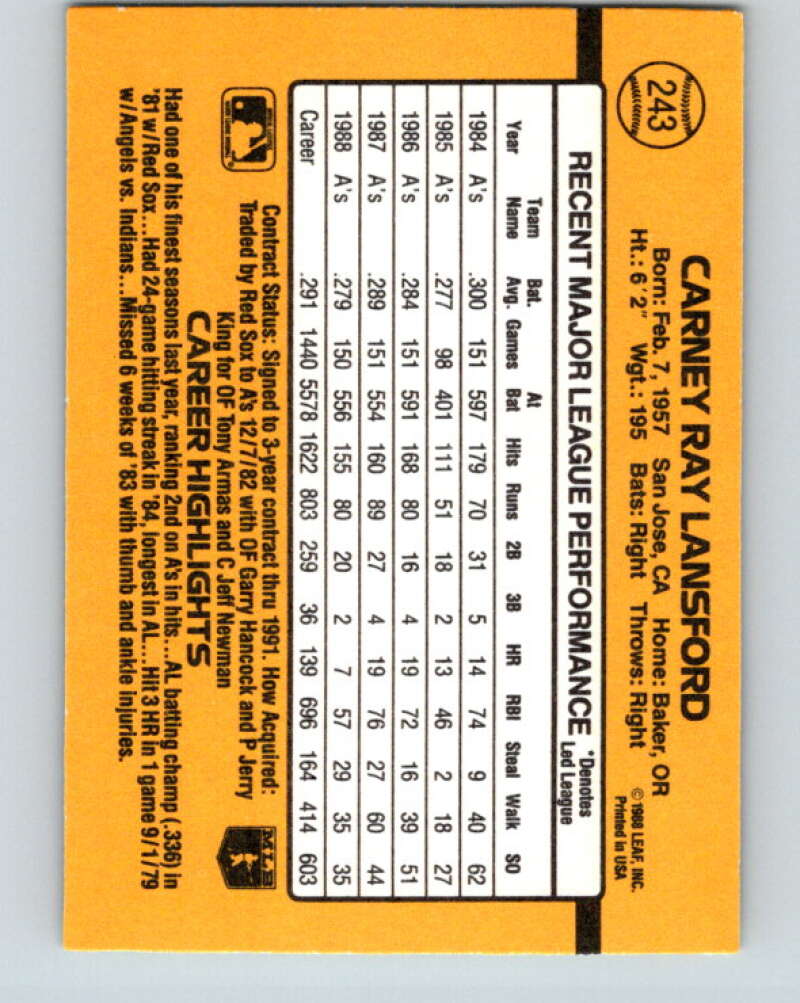 243
CARNEY RAY LANSFORD
Born: Feb. 7, 1957 San Jose, CA Home: Baker, OR
Ht.: 6'2" Wgt.: 195 Bats: Right Throws: Right
©1988 LEAF, INC.
Printed in USA
RECENT MAJOR LEAGUE PERFORMANCE *Denotes Led League
Year Team Name Bat. Avg. Games At Bat Hits Runs 2B 3B HR RBI Steal Walk SO
1984 A's .300 151 597 179 70 31 5 14 74 9 40 62
1985 A's .277 98 401 111 51 18 2 13 46 2 18 27
1986 A's .284 151 591 168 80 16 4 19 72 16 39 51
1987 A's .289 151 554 160 89 27 4 19 76 27 60 44
1988 A's .279 150 556 155 80 20 2 7 57 29 35 35
Career .291 1440 5578 1622 803 259 36 139 696 164 414 603
Contract Status: Signed to 3-year contract thru 1991. How Acquired:
Traded by Red Sox to A's 12/7/82 with OF Garry Hancock and P Jerry
King for OF Tony Armas and C Jeff Newman
MLB
CAREER HIGHLIGHTS
Had one of his finest seasons last year, ranking 2nd on A's in hits...AL batting champ (.336) in
'81 w/Red Sox...Had 24-game hitting streak in '84, longest in AL...Hit 3 HR in 1 game 9/1/79
w/Angels vs. Indians...Missed 6 weeks of '83 with thumb and ankle injuries.